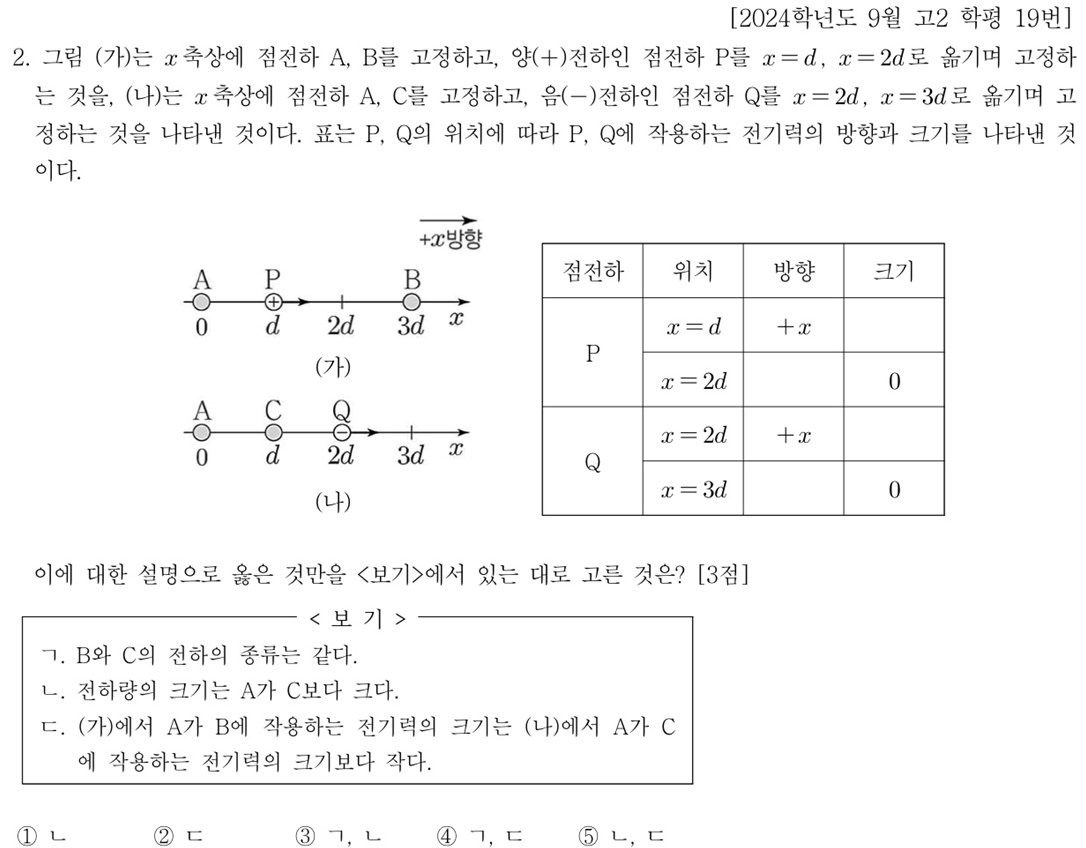 [2024학년도 9월 고2 학평 19번]
2. 그림 (가)는 x축상에 점전하 A, B를 고정하고, 양(+)전하인 점전하 P를 x=d, x=2d로 옮기며 고정하
는 것을, (나)는 x축상에 점전하 A, C를 고정하고, 음(−)전하인 점전하 Q를 x=2d, x=3d로 옮기며 고
정하는 것을 나타낸 것이다. 표는 P, Q의 위치에 따라 P, Q에 작용하는 전기력의 방향과 크기를 나타낸 것
이다.
+x방향
A P B
+
0 d 2d 3d x
(가)
A C Q
−
0 d 2d 3d x
(나)
점전하 위치 방향 크기
P
x=d +x
x=2d 0
Q
x=2d +x
x=3d 0
이에 대한 설명으로 옳은 것만을 <보기>에서 있는 대로 고른 것은? [3점]
< 보 기 >
ㄱ. B와 C의 전하의 종류는 같다.
ㄴ. 전하량의 크기는 A가 C보다 크다.
ㄷ. (가)에서 A가 B에 작용하는 전기력의 크기는 (나)에서 A가 C
에 작용하는 전기력의 크기보다 작다.
① ㄴ ② ㄷ ③ ㄱ, ㄴ ④ ㄱ, ㄷ ⑤ ㄴ, ㄷ